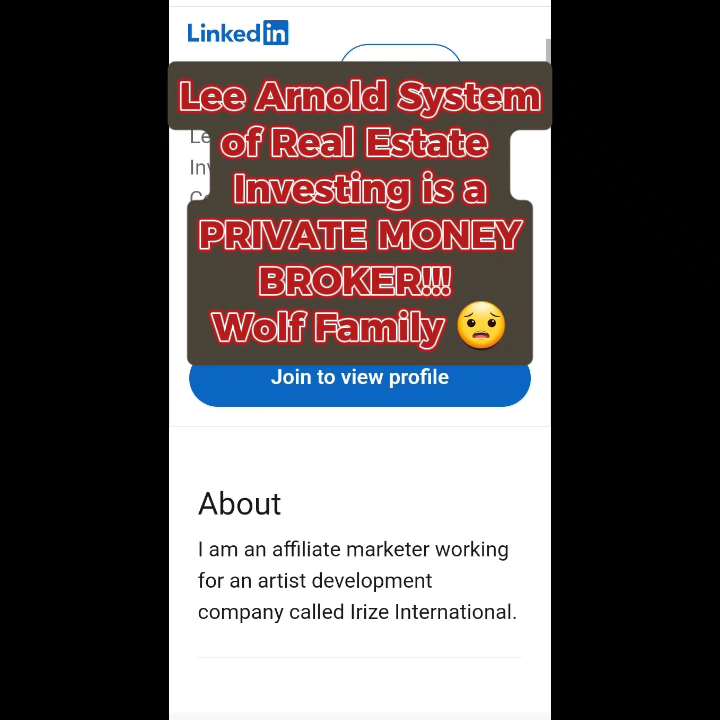 LinkedIn
Lee Arnold System
of Real Estate
Investing is a
PRIVATE MONEY
BROKER!!!
Wolf Family 😟
Join to view profile
About
I am an affiliate marketer working
for an artist development
company called Irize International.